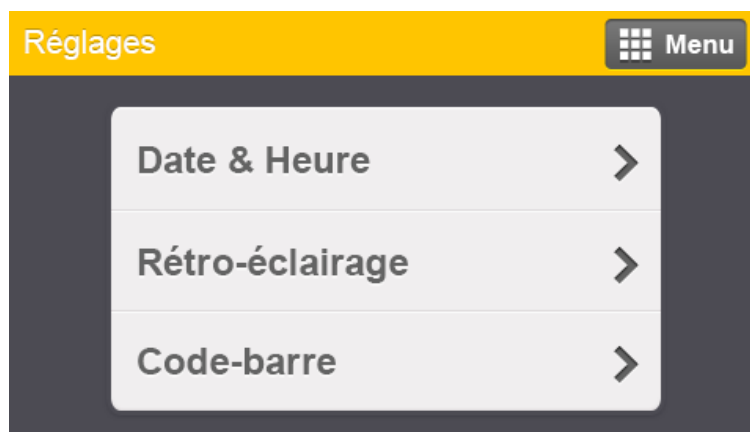 Réglages
Menu
Date & Heure
Rétro-éclairage
Code-barre